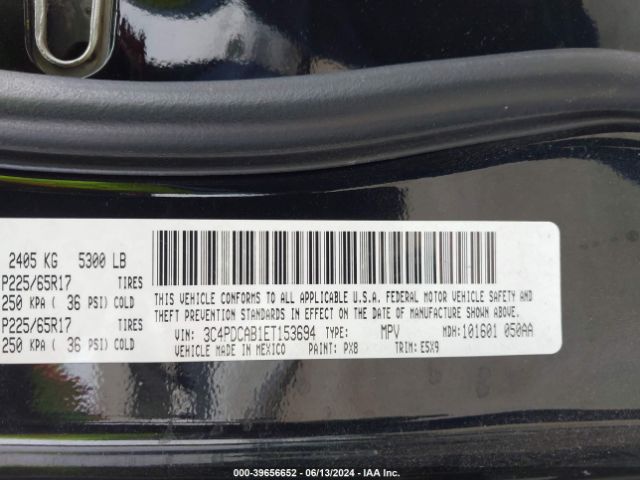 2405 KG 5300 LB
P225/65R17 TIRES
250 KPA ( 36 PSI) COLD
P225/65R17 TIRES
250 KPA ( 36 PSI) COLD
THIS VEHICLE CONFORMS TO ALL APPLICABLE U.S.A. FEDERAL MOTOR VEHICLE SAFETY AND
THEFT PREVENTION STANDARDS IN EFFECT ON THE DATE OF MANUFACTURE SHOWN ABOVE.
VIN: 3C4PDCAB1ET153694 TYPE: MPV MDH: 101601 050AA
VEHICLE MADE IN MEXICO PAINT: PX8 TRIM: E5X9
000-39656652 - 06/13/2024 - IAA Inc.